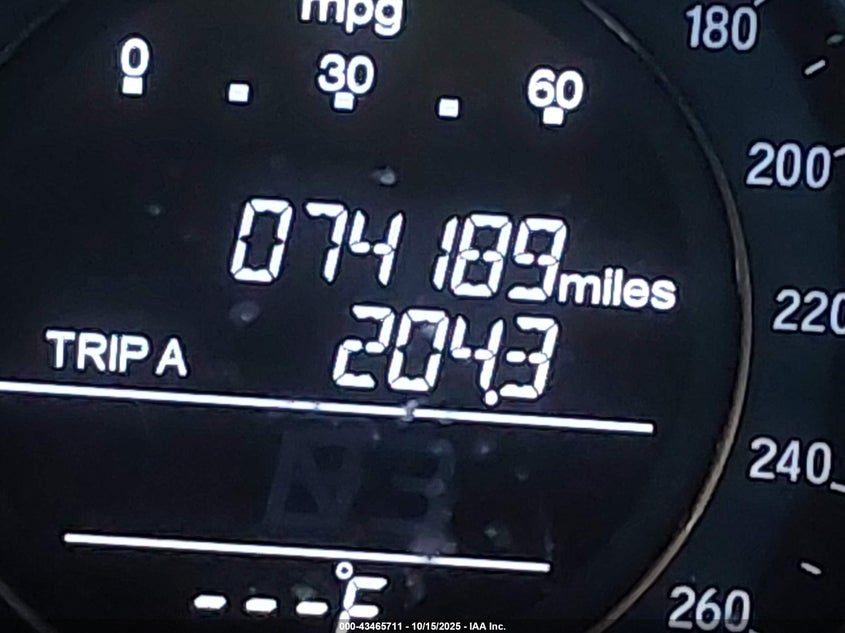 mpg
0 30 60
180
200
074189 miles
220
TRIP A 204.3
240
---°F
260
000-43465711 - 10/15/2025 - IAA Inc.